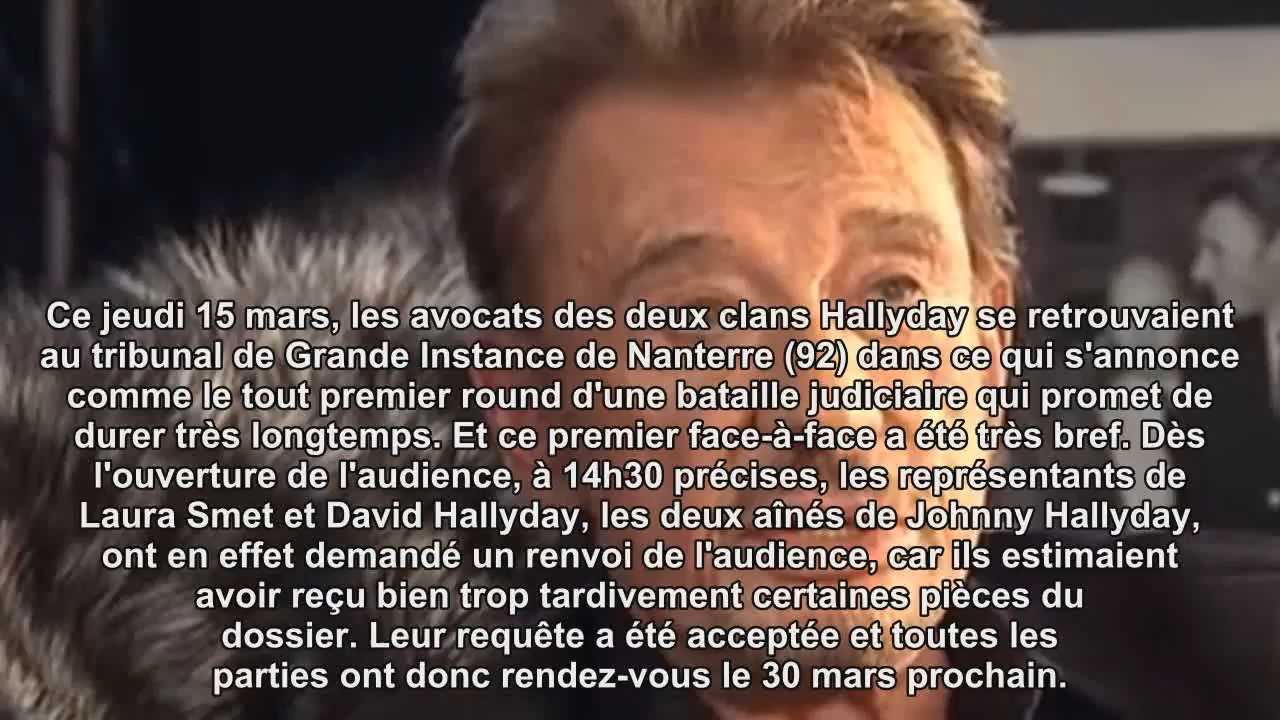 Ce jeudi 15 mars, les avocats des deux clans Hallyday se retrouvaient
au tribunal de Grande Instance de Nanterre (92) dans ce qui s'annonce
comme le tout premier round d'une bataille judiciaire qui promet de
durer très longtemps. Et ce premier face-à-face a été très bref. Dès
l'ouverture de l'audience, à 14h30 précises, les représentants de
Laura Smet et David Hallyday, les deux aînés de Johnny Hallyday,
ont en effet demandé un renvoi de l'audience, car ils estimaient
avoir reçu bien trop tardivement certaines pièces du
dossier. Leur requête a été acceptée et toutes les
parties ont donc rendez-vous le 30 mars prochain.